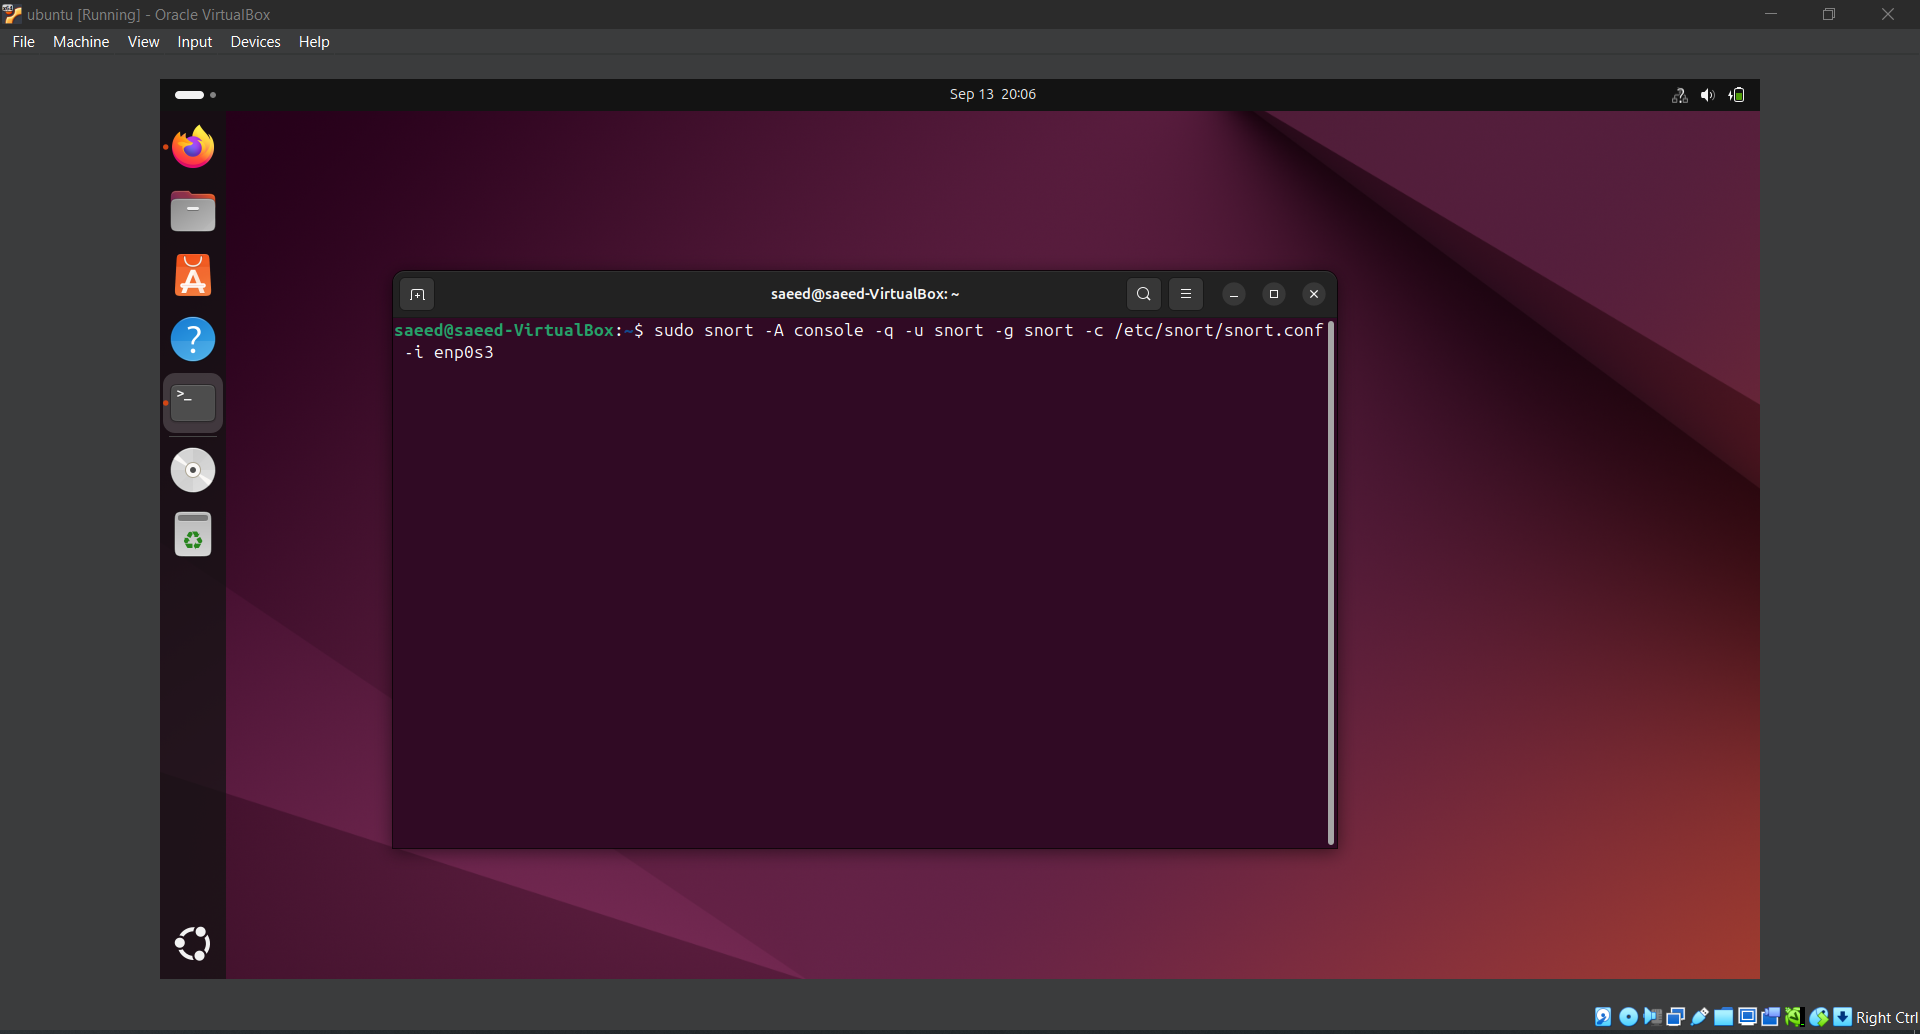 ubuntu [Running] - Oracle VirtualBox
File Machine View Input Devices Help
Sep 13 20:06
saeed@saeed-VirtualBox: ~
saeed@saeed-VirtualBox:~$ sudo snort -A console -q -u snort -g snort -c /etc/snort/snort.conf
-i enp0s3
Right Ctrl